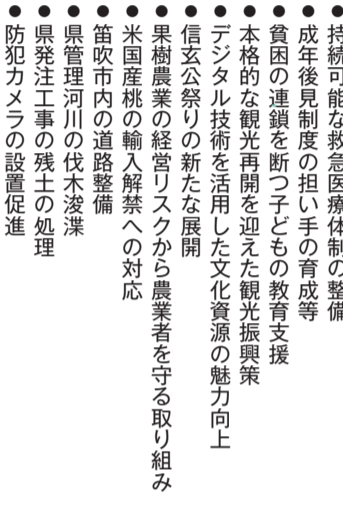 ● 持続可能な救急医療体制の整備
● 成年後見制度の担い手の育成等
● 貧困の連鎖を断つ子どもの教育支援
● 本格的な観光再開を迎えた観光振興策
● デジタル技術を活用した文化資源の魅力向上
● 信玄公祭りの新たな展開
● 果樹農業の経営リスクから農業者を守る取り組み
● 米国産桃の輸入解禁への対応
● 笛吹市内の道路整備
● 県管理河川の伐木浚渫
● 県発注工事の残土の処理
● 防犯カメラの設置促進